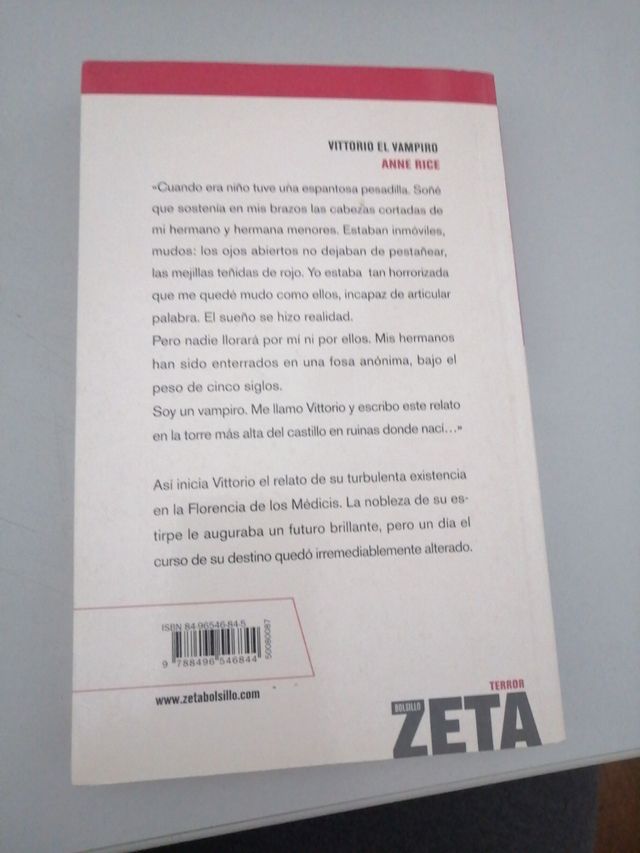 VITTORIO EL VAMPIRO
ANNE RICE
«Cuando era niño tuve una espantosa pesadilla. Soñé
que sostenía en mis brazos las cabezas cortadas de
mi hermano y hermana menores. Estaban inmóviles,
mudos: los ojos abiertos no dejaban de pestañear,
las mejillas teñidas de rojo. Yo estaba tan horrorizada
que me quedé mudo como ellos, incapaz de articular
palabra. El sueño se hizo realidad.
Pero nadie llorará por mí ni por ellos. Mis hermanos
han sido enterrados en una fosa anónima, bajo el
peso de cinco siglos.
Soy un vampiro. Me llamo Vittorio y escribo este relato
en la torre más alta del castillo en ruinas donde nací...»
Así inicia Vittorio el relato de su turbulenta existencia
en la Florencia de los Médicis. La nobleza de su es-
tirpe le auguraba un futuro brillante, pero un día el
curso de su destino quedó irremediablemente alterado.
ISBN 84-96546-84-5
50080087
9 788496 546844
www.zetabolsillo.com
TERROR
BOLSILLO
ZETA